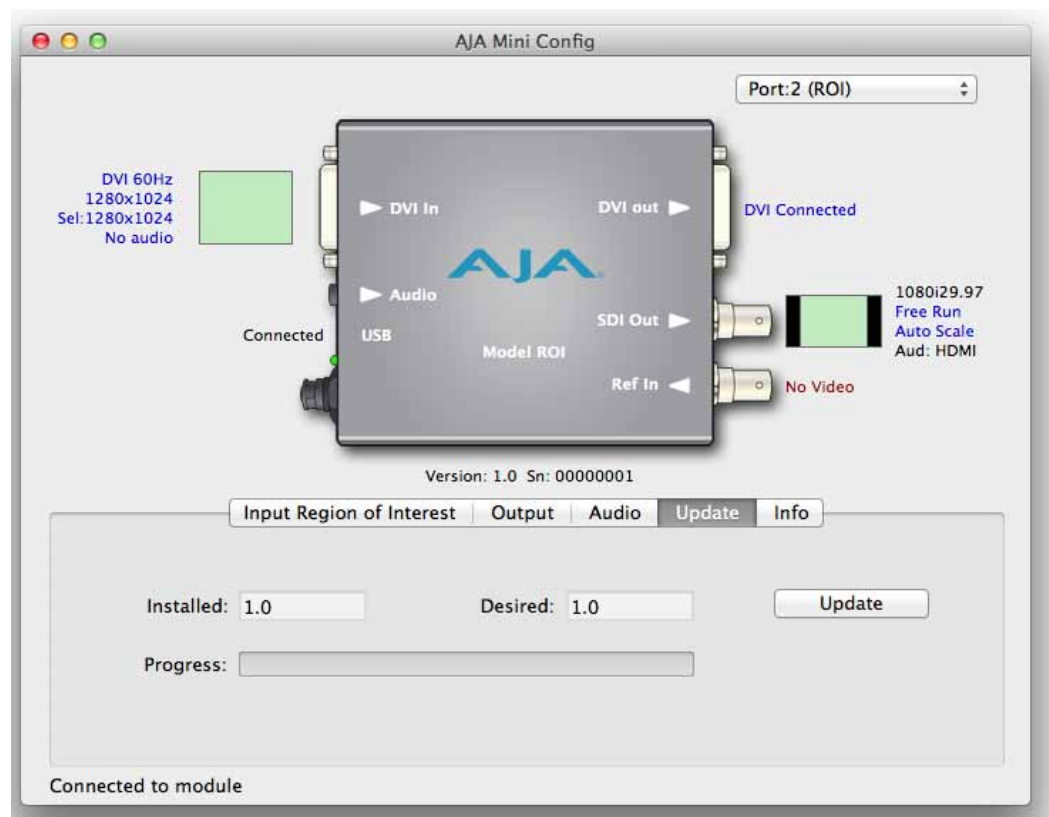 AJA Mini Config
Port:2 (ROI)
DVI 60Hz
1280x1024
Sel:1280x1024
No audio
DVI In
DVI out
DVI Connected
AJA
Audio
Connected
USB
SDI Out
1080i29.97
Free Run
Auto Scale
Aud: HDMI
Model ROI
Ref In
No Video
Version: 1.0 Sn: 00000001
Input Region of Interest
Output
Audio
Update
Info
Installed: 1.0
Desired: 1.0
Update
Progress:
Connected to module